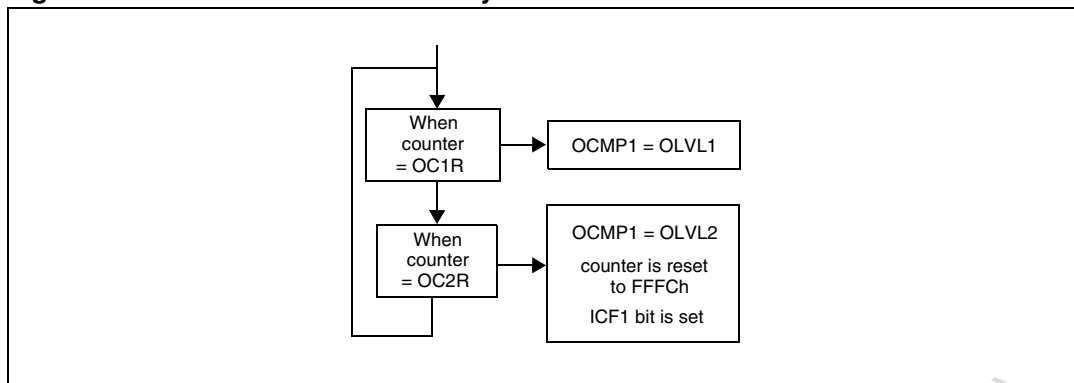 When
counter
= OC1R
OCMP1 = OLVL1
When
counter
= OC2R
OCMP1 = OLVL2
counter is reset
to FFFCh
ICF1 bit is set